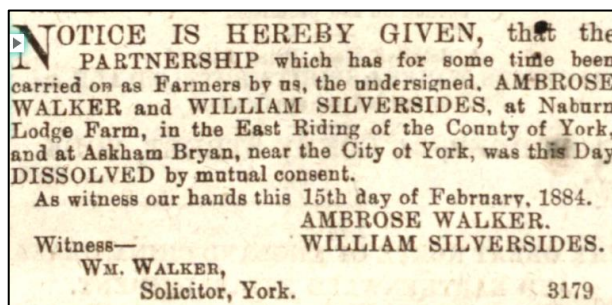 NOTICE IS HEREBY GIVEN, that the
PARTNERSHIP which has for some time been
carried on as Farmers by us, the undersigned, AMBROSE
WALKER and WILLIAM SILVERSIDES, at Naburn
Lodge Farm, in the East Riding of the County of York,
and at Askham Bryan, near the City of York, was this Day
DISSOLVED by mutual consent.
As witness our hands this 15th day of February, 1884.
AMBROSE WALKER.
Witness— WILLIAM SILVERSIDES.
WM. WALKER,
Solicitor, York. 3179